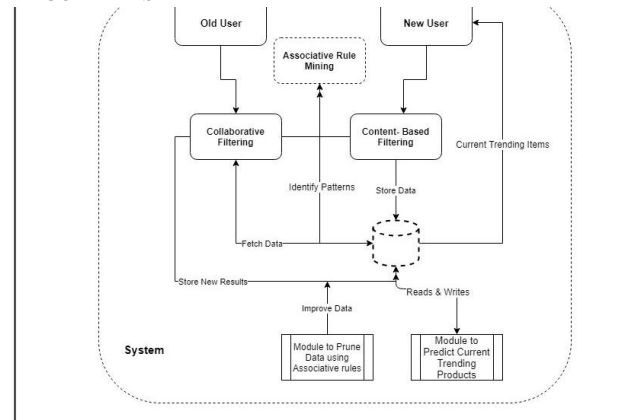 Old User
New User
Associative Rule
Mining
Collaborative
Filtering
Content- Based
Filtering
Current Trending Items
Identify Patterns
Store Data
Fetch Data
Store New Results
Reads & Writes
Improve Data
System
Module to Prune
Data using
Associative rules
Module to
Predict Current
Trending
Products